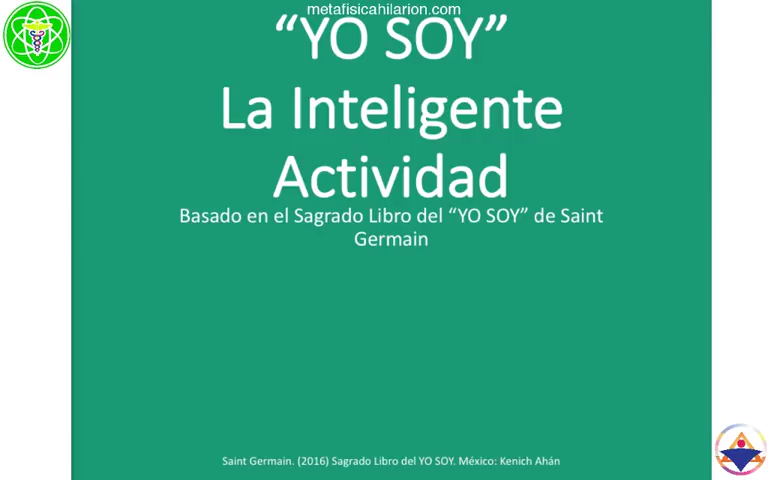 metafisicahilarion.com
“YO SOY”
La Inteligente
Actividad
Basado en el Sagrado Libro del “YO SOY” de Saint
Germain
Saint Germain. (2016) Sagrado Libro del YO SOY. México: Kenich Ahán